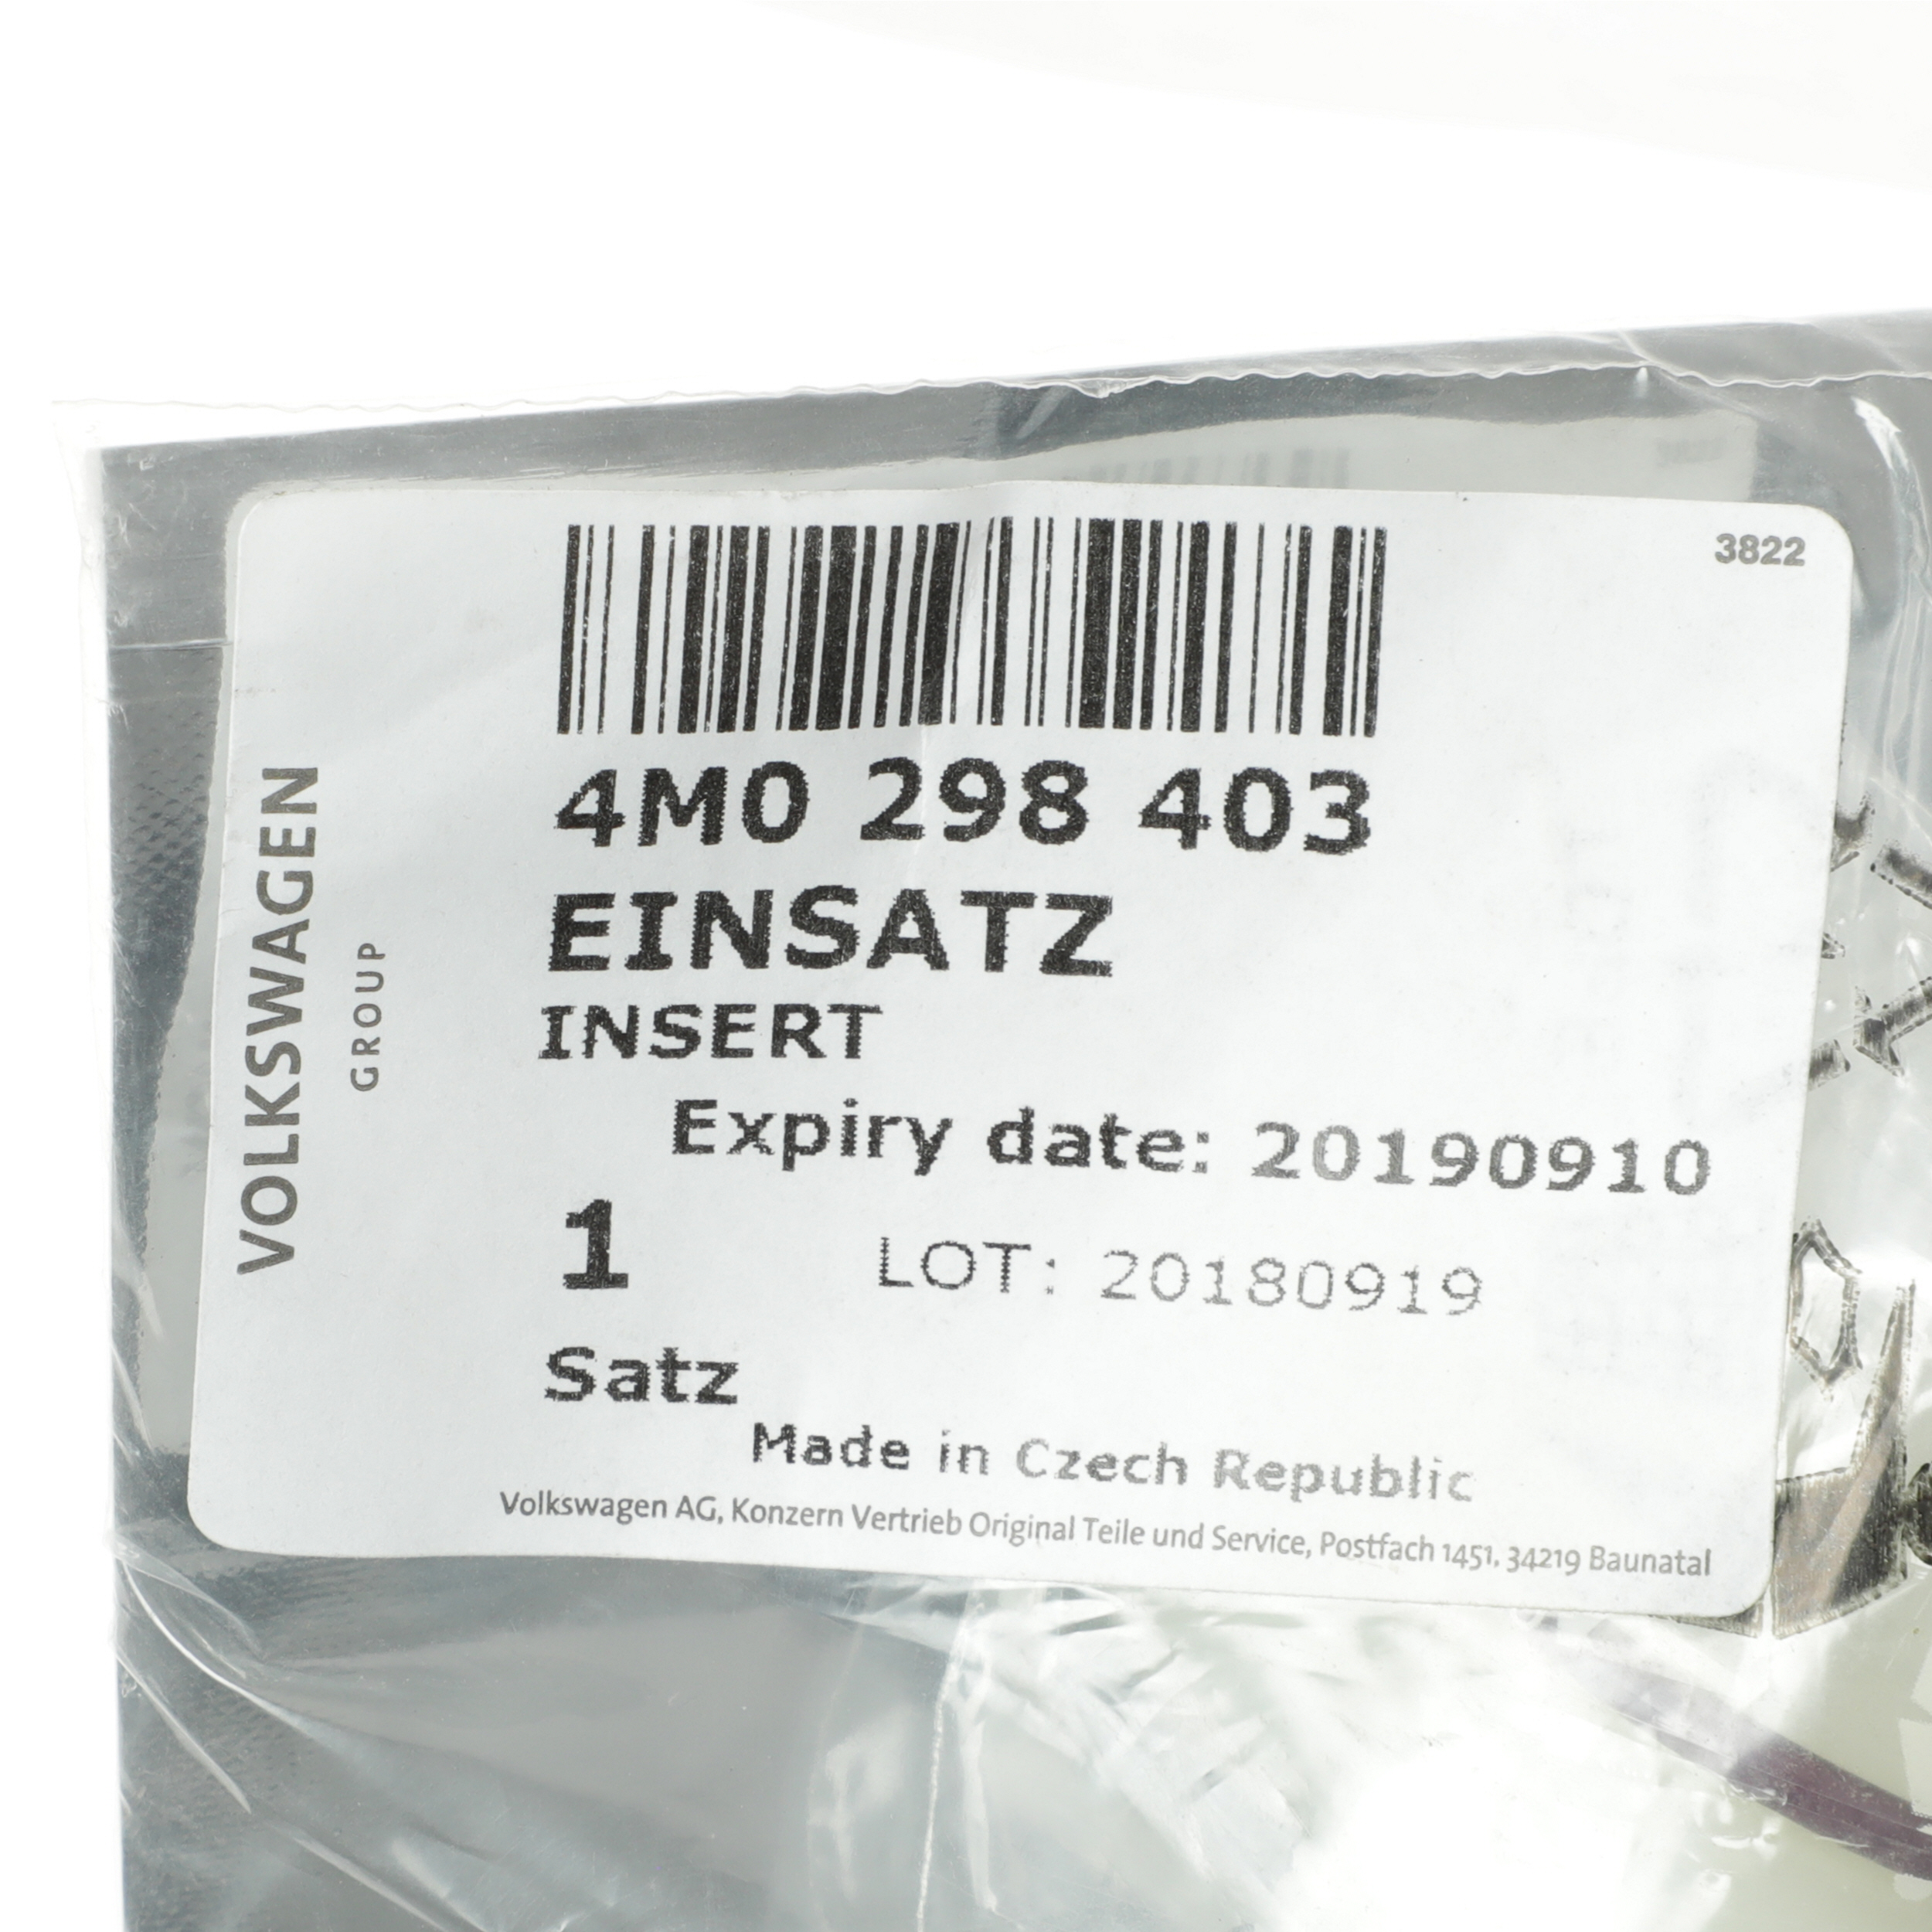 3822
VOLKSWAGEN
GROUP
4M0 298 403
EINSATZ
INSERT
Expiry date: 20190910
1
LOT: 20180919
Satz
Made in Czech Republic
Volkswagen AG, Konzern Vertrieb Original Teile und Service, Postfach 1451, 34219 Baunatal